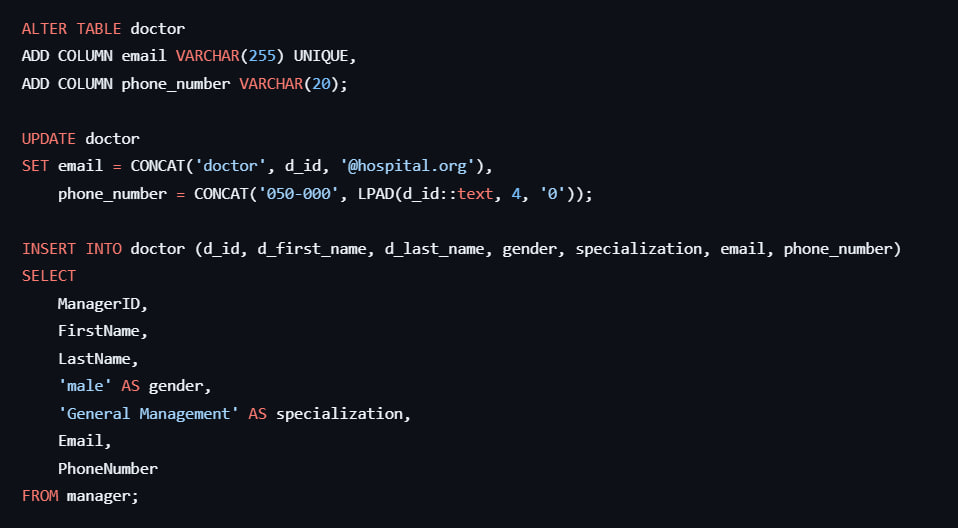 ALTER TABLE doctor
ADD COLUMN email VARCHAR(255) UNIQUE,
ADD COLUMN phone_number VARCHAR(20);

UPDATE doctor
SET email = CONCAT('doctor', d_id, '@hospital.org'),
    phone_number = CONCAT('050-000', LPAD(d_id::text, 4, '0'));

INSERT INTO doctor (d_id, d_first_name, d_last_name, gender, specialization, email, phone_number)
SELECT
    ManagerID,
    FirstName,
    LastName,
    'male' AS gender,
    'General Management' AS specialization,
    Email,
    PhoneNumber
FROM manager;